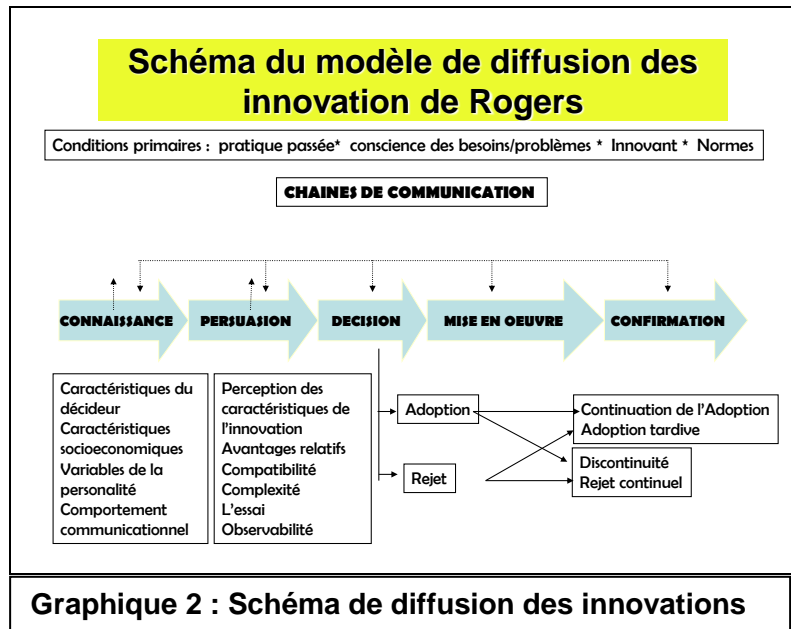 Schéma du modèle de diffusion des
innovation de Rogers
Conditions primaires : pratique passée* conscience des besoins/problèmes * Innovant * Normes
CHAINES DE COMMUNICATION
CONNAISSANCE
PERSUASION
DECISION
MISE EN OEUVRE
CONFIRMATION
Caractéristiques du
décideur
Caractéristiques
socioeconomiques
Variables de la
personalité
Comportement
communicationnel
Perception des
caractéristiques de
l'innovation
Avantages relatifs
Compatibilité
Complexité
L'essai
Observabilité
Adoption
Rejet
Continuation de l'Adoption
Adoption tardive
Discontinuité
Rejet continuel
Graphique 2 : Schéma de diffusion des innovations